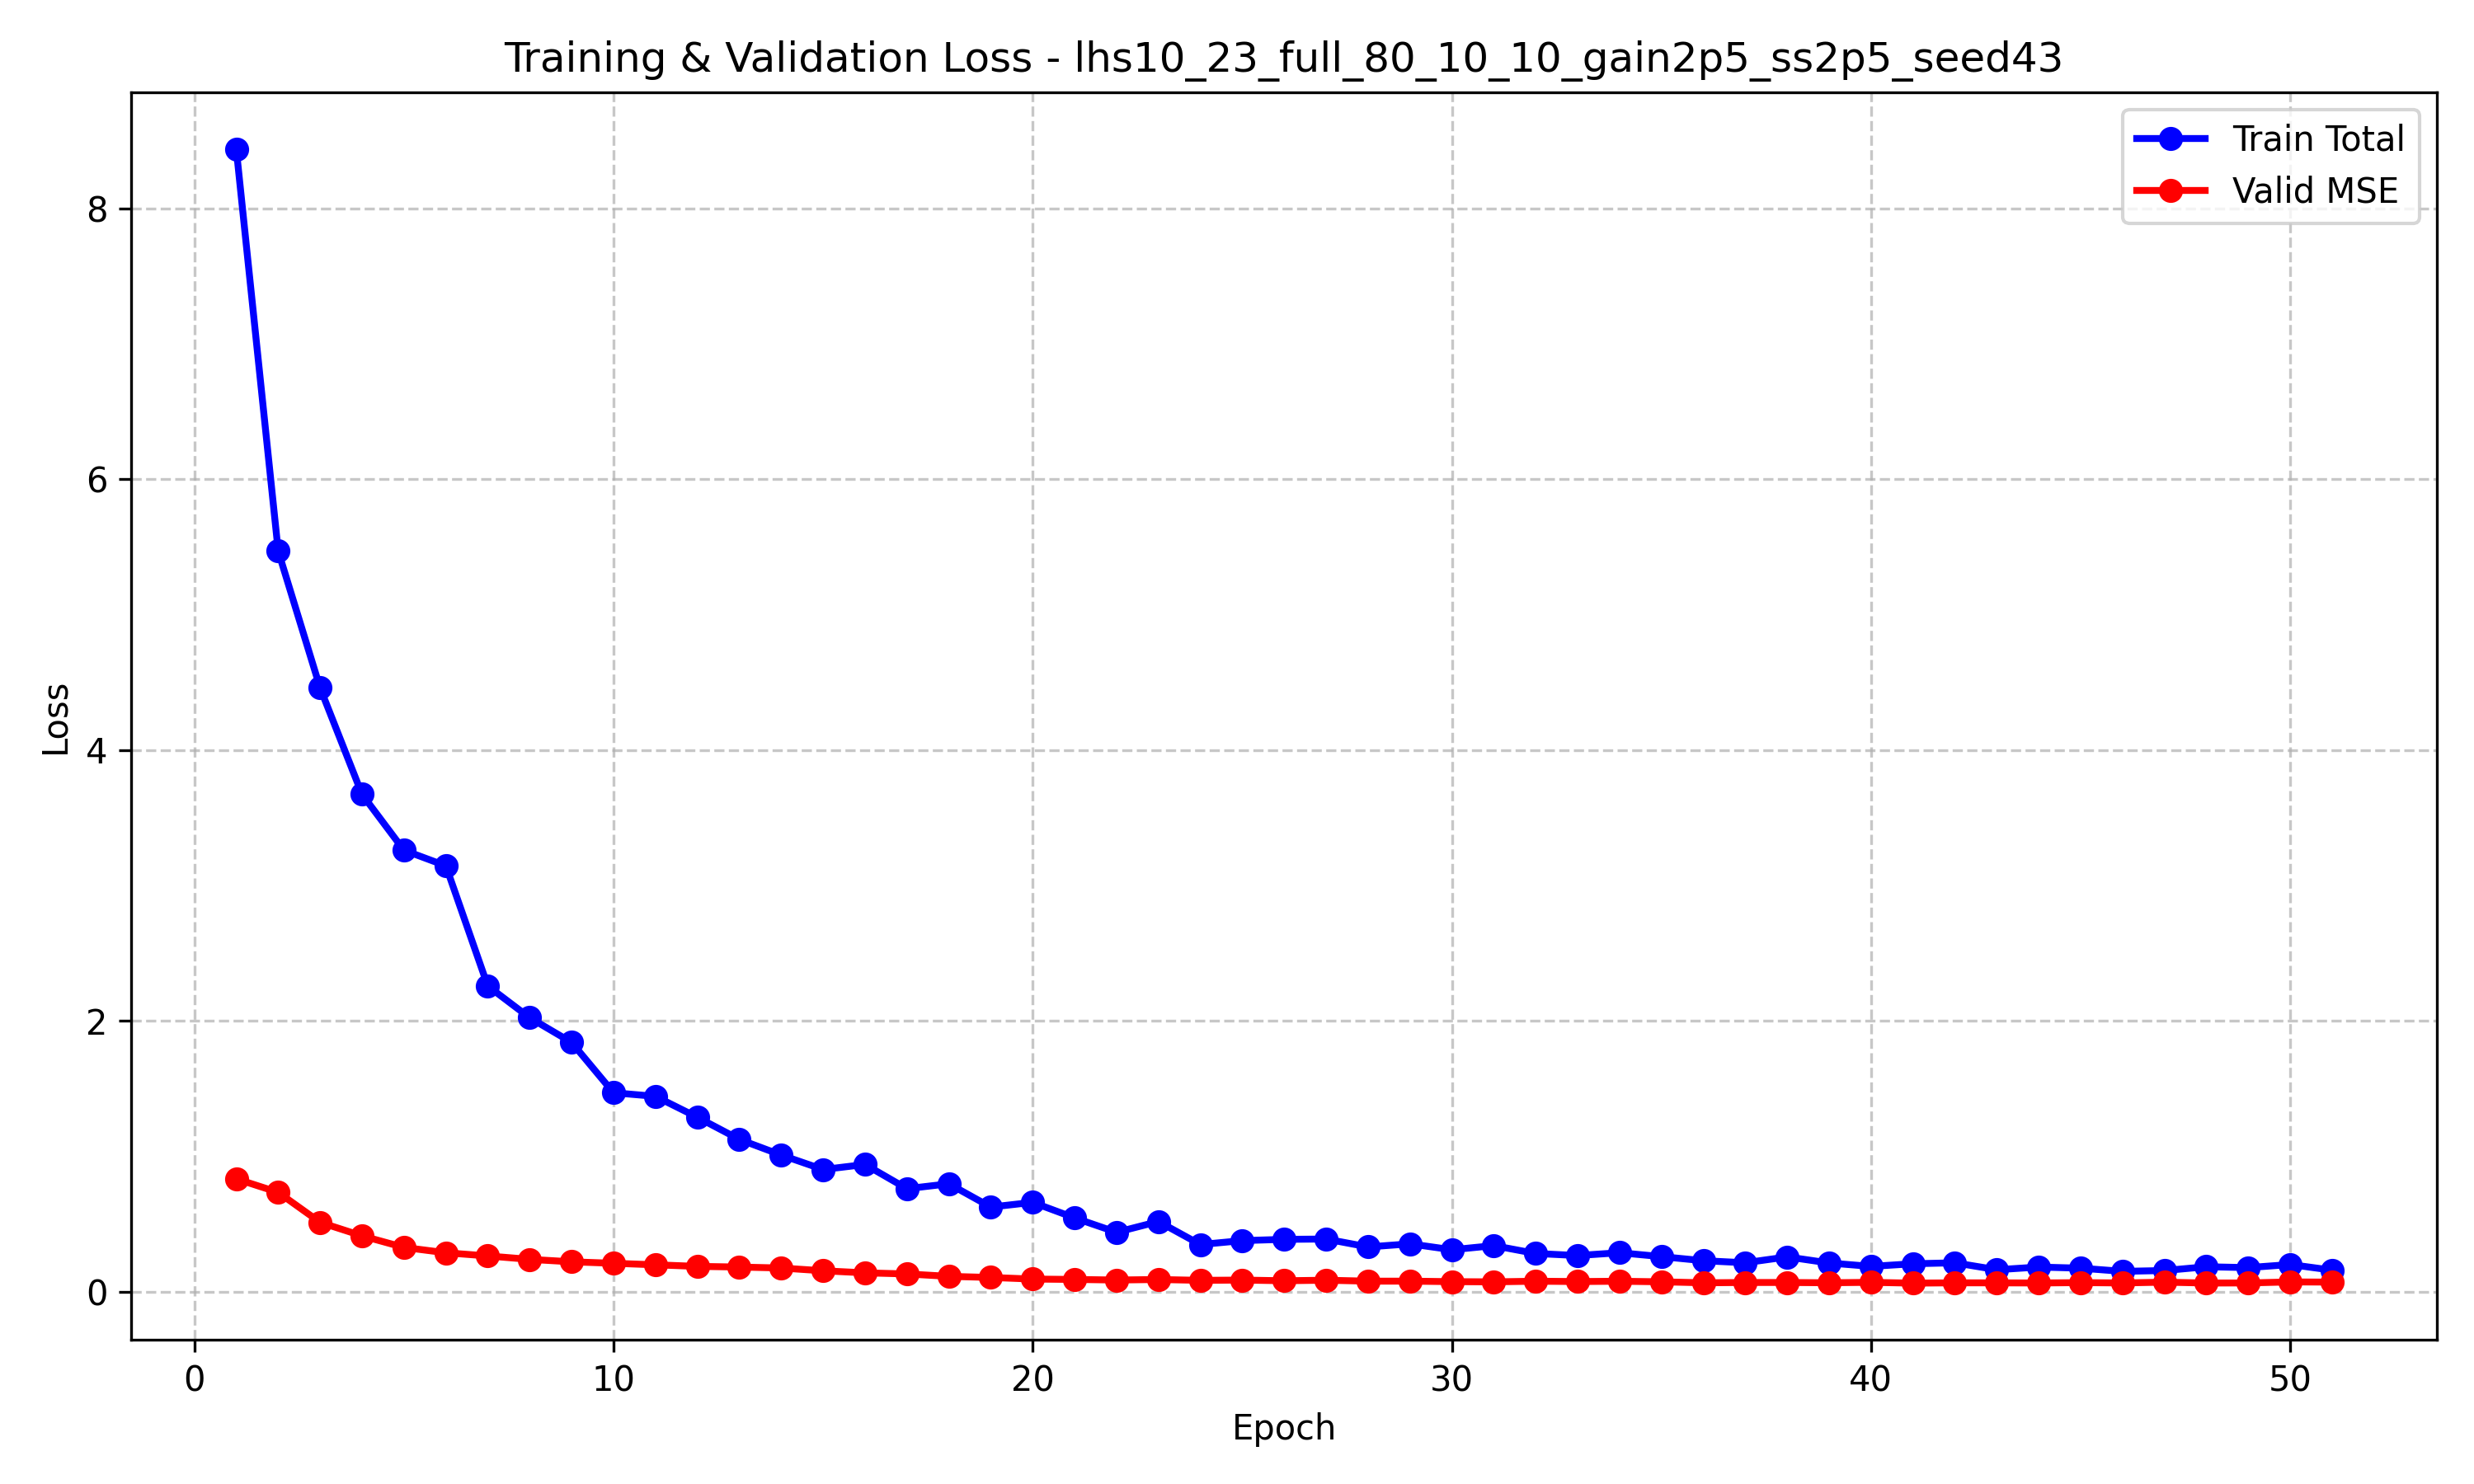 Training & Validation Loss - lhs10_23_full_80_10_10_gain2p5_ss2p5_seed43
Train Total
Valid MSE
Loss
8
6
4
2
0
0 10 20 30 40 50
Epoch